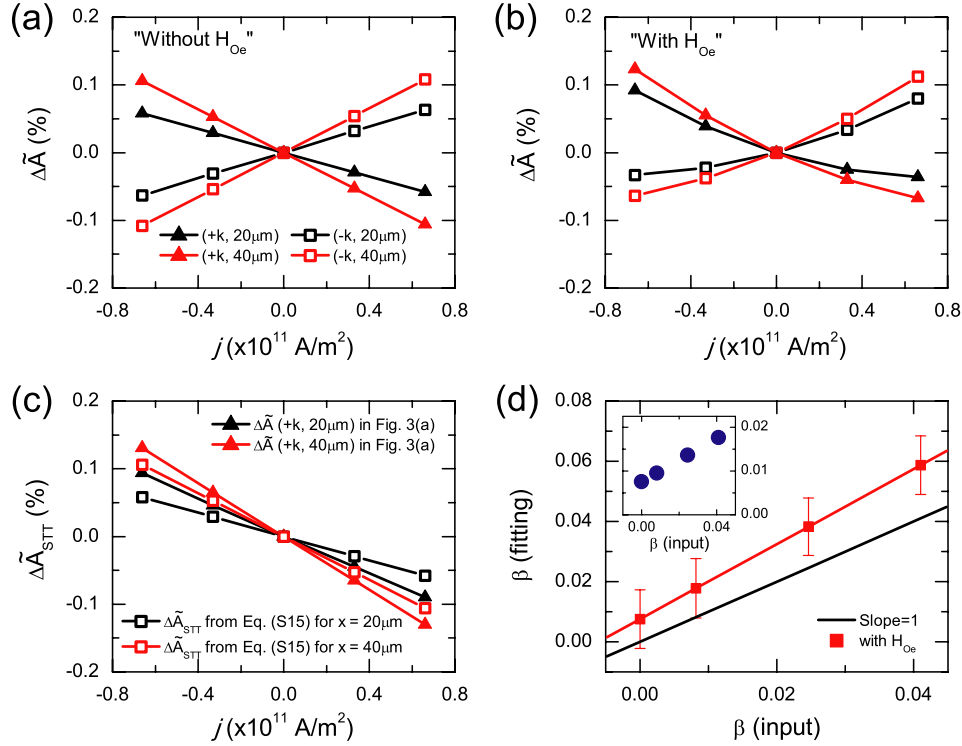 (a)
"Without H_Oe"
0.2
0.1
0.0
-0.1
-0.2
ΔÃ (%)
(+k, 20μm)
(-k, 20μm)
(+k, 40μm)
(-k, 40μm)
-0.8
-0.4
0.0
0.4
0.8
j (x10^11 A/m^2)
(b)
"With H_Oe"
0.2
0.1
0.0
-0.1
-0.2
ΔÃ (%)
-0.8
-0.4
0.0
0.4
0.8
j (x10^11 A/m^2)
(c)
0.2
0.1
0.0
-0.1
-0.2
ΔÃ_STT (%)
ΔÃ (+k, 20μm) in Fig. 3(a)
ΔÃ (+k, 40μm) in Fig. 3(a)
ΔÃ_STT from Eq. (S15) for x = 20μm
ΔÃ_STT from Eq. (S15) for x = 40μm
-0.8
-0.4
0.0
0.4
0.8
j (x10^11 A/m^2)
(d)
0.08
0.06
0.04
0.02
0.00
β (fitting)
0.02
0.01
0.00
0.00
0.04
β (input)
Slope=1
with H_Oe
0.00
0.02
0.04
β (input)